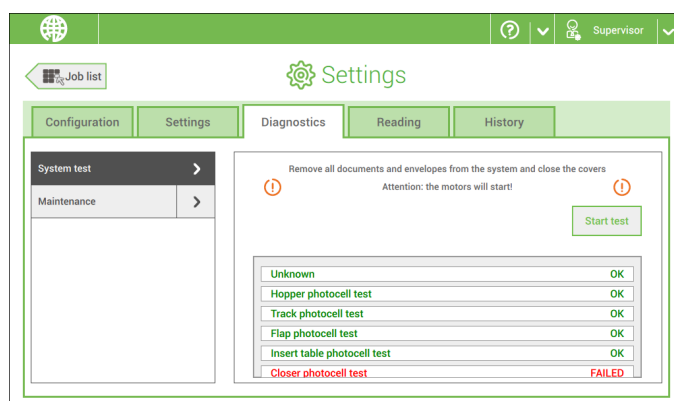 Supervisor
Job list
Settings
Configuration
Settings
Diagnostics
Reading
History
System test
Maintenance
Remove all documents and envelopes from the system and close the covers
Attention: the motors will start!
Start test
Unknown OK
Hopper photocell test OK
Track photocell test OK
Flap photocell test OK
Insert table photocell test OK
Closer photocell test FAILED